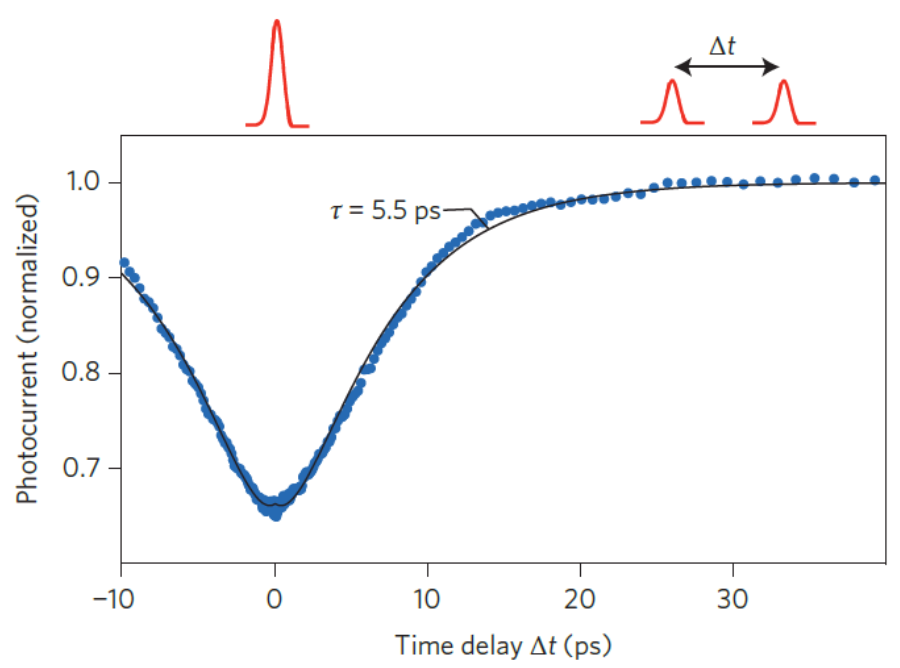 Δt
1.0
τ = 5.5 ps
0.9
0.8
0.7
Photocurrent (normalized)
−10 0 10 20 30
Time delay Δt (ps)